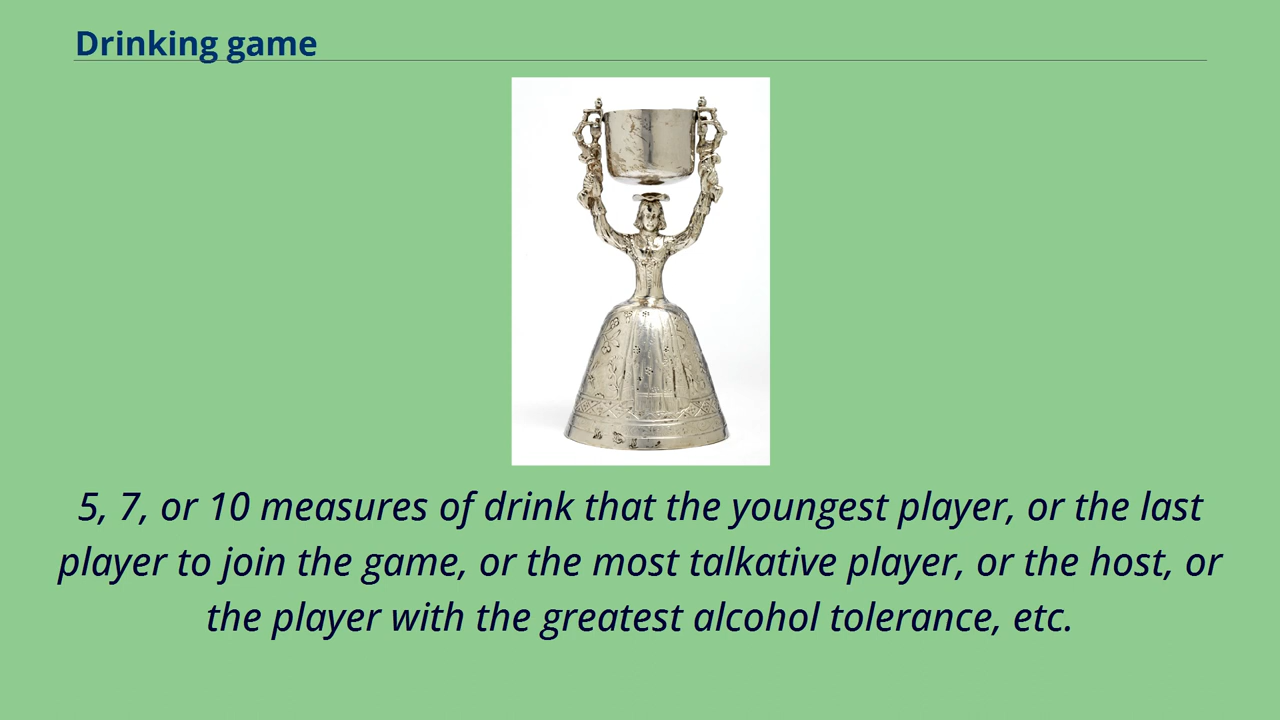 Drinking game
5, 7, or 10 measures of drink that the youngest player, or the last
player to join the game, or the most talkative player, or the host, or
the player with the greatest alcohol tolerance, etc.